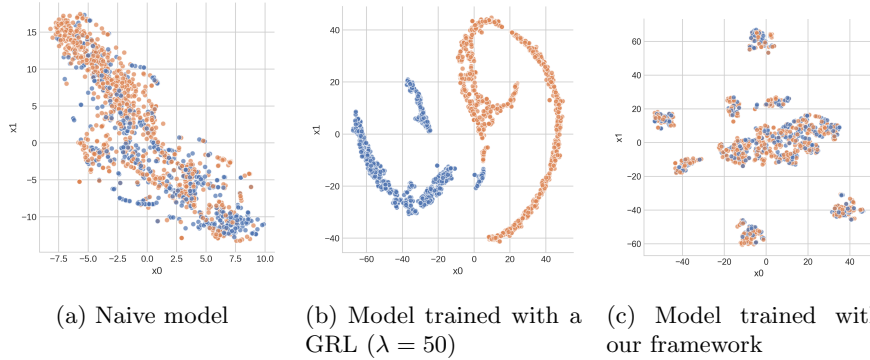 15
10
5
0
−5
−10
x1
−7.5 −5.0 −2.5 0.0 2.5 5.0 7.5 10.0
x0
40
20
0
−20
−40
x1
−60 −40 −20 0 20 40
x0
60
40
20
0
−20
−40
−60
x1
−40 −20 0 20 40
x0
(a) Naive model
(b) Model trained with a
GRL (λ = 50)
(c) Model trained with
our framework